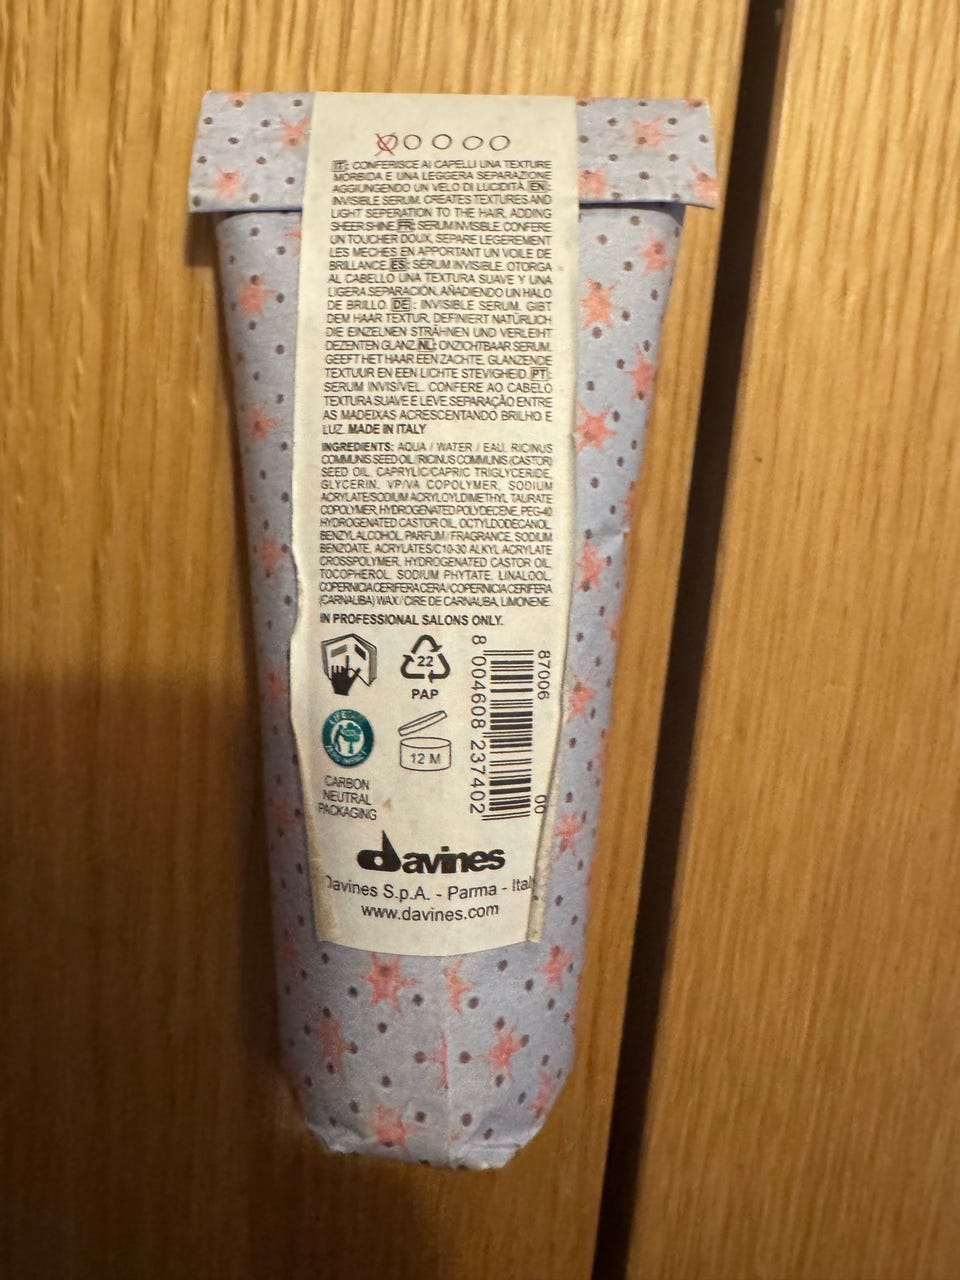 IT: CONFERISCE AI CAPELLI UNA TEXTURE
MORBIDA E UNA LEGGERA SEPARAZIONE
AGGIUNGENDO UN VELO DI LUCIDITÀ. EN:
INVISIBLE SERUM. CREATES TEXTURES AND
LIGHT SEPERATION TO THE HAIR, ADDING
SHEER SHINE. FR: SERUM INVISIBLE. CONFERE
UN TOUCHER DOUX, SEPARE LEGEREMENT
LES MECHES EN APPORTANT UN VOILE DE
BRILLANCE. ES: SÉRUM INVISIBLE. OTORGA
AL CABELLO UNA TEXTURA SUAVE Y UNA
LIGERA SEPARACIÓN, AÑADIENDO UN HALO
DE BRILLO. DE: INVISIBLE SERUM. GIBT
DEM HAAR TEXTUR, DEFINIERT NATÜRLICH
DIE EINZELNEN STRÄHNEN UND VERLEIHT
DEZENTEN GLANZ. NL: ONZICHTBAAR SERUM.
GEEFT HET HAAR EEN ZACHTE, GLANZENDE
TEXTUUR EN EEN LICHTE STEVIGHEID. PT:
SERUM INVISÍVEL. CONFERE AO CABELO
TEXTURA SUAVE E LEVE SEPARAÇÃO ENTRE
AS MADEIXAS ACRESCENTANDO BRILHO E
LUZ. MADE IN ITALY
INGREDIENTS: AQUA / WATER / EAU, RICINUS
COMMUNIS SEED OIL / RICINUS COMMUNIS (CASTOR)
SEED OIL, CAPRYLIC/CAPRIC TRIGLYCERIDE,
GLYCERIN, VP/VA COPOLYMER, SODIUM
ACRYLATE/SODIUM ACRYLOYLDIMETHYL TAURATE
COPOLYMER, HYDROGENATED POLYDECENE, PEG-40
HYDROGENATED CASTOR OIL, OCTYLDODECANOL,
BENZYL ALCOHOL, PARFUM / FRAGRANCE, SODIUM
BENZOATE, ACRYLATES/C10-30 ALKYL ACRYLATE
CROSSPOLYMER, HYDROGENATED CASTOR OIL,
TOCOPHEROL, SODIUM PHYTATE, LINALOOL,
COPERNICIA CERIFERA CERA / COPERNICIA CERIFERA
(CARNAUBA) WAX / CIRE DE CARNAUBA, LIMONENE.
IN PROFESSIONAL SALONS ONLY.
22
PAP
12 M
CARBON
NEUTRAL
PACKAGING
87006
8 004608 237402
00
davines
Davines S.p.A. - Parma - Ital
www.davines.com